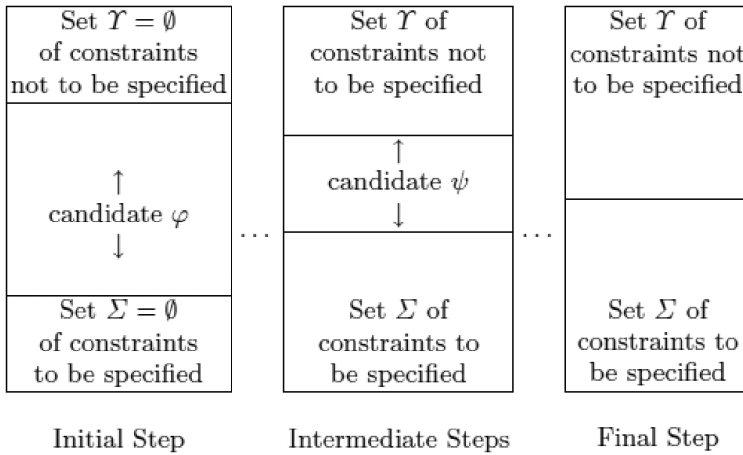 Set ϒ = ∅
of constraints
not to be specified
↑
candidate φ
↓
Set Σ = ∅
of constraints
to be specified
Initial Step
...
Set ϒ of
constraints not
to be specified
↑
candidate ψ
↓
Set Σ of
constraints to
be specified
Intermediate Steps
...
Set ϒ of
constraints not
to be specified
Set Σ of
constraints to
be specified
Final Step